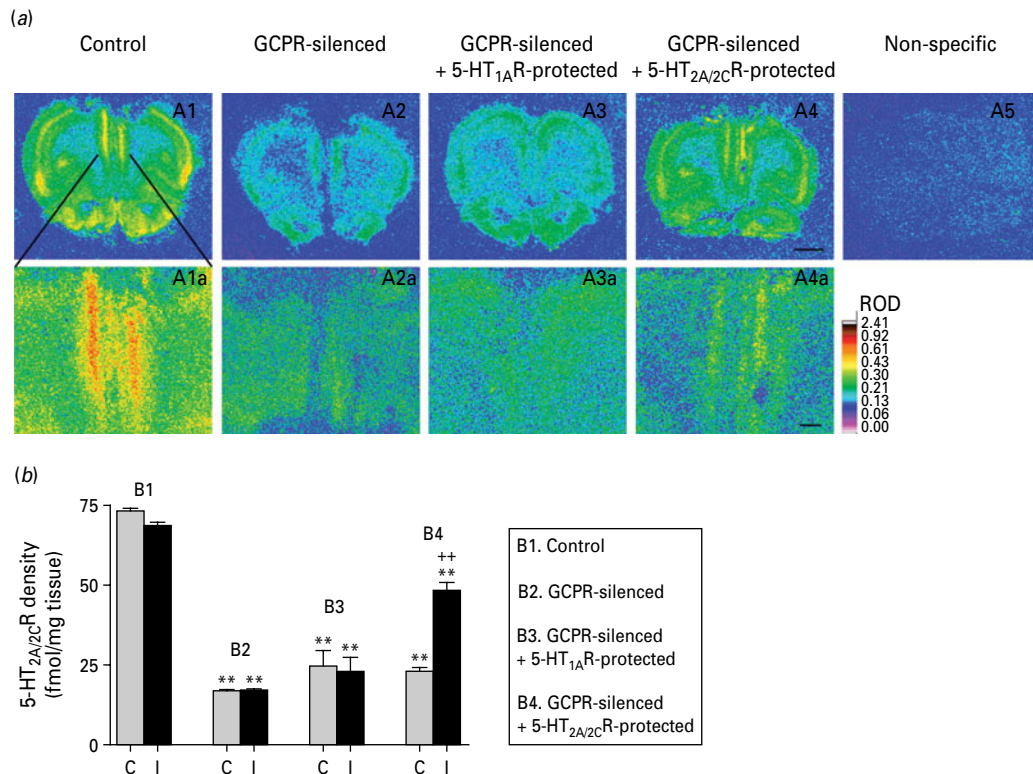 (a)
Control
GCPR-silenced
GCPR-silenced
+ 5-HT1AR-protected
GCPR-silenced
+ 5-HT2A/2CR-protected
Non-specific
A1
A2
A3
A4
A5
A1a
A2a
A3a
A4a
ROD
2.41
0.92
0.61
0.43
0.30
0.21
0.13
0.06
0.00
(b)
5-HT2A/2CR density
(fmol/mg tissue)
75
50
25
0
B1
B2
** **
B3
** **
B4
++
**
**
C I C I C I C I
B1. Control
B2. GCPR-silenced
B3. GCPR-silenced
+ 5-HT1AR-protected
B4. GCPR-silenced
+ 5-HT2A/2CR-protected